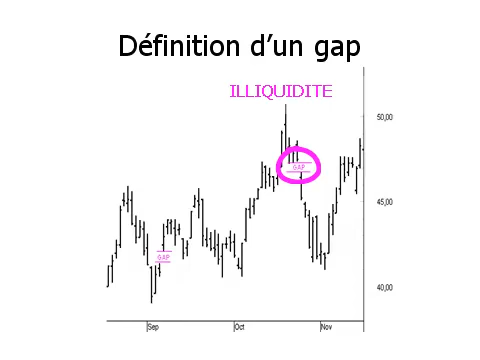 Définition d'un gap
ILLIQUIDITE
50,00
GAP
45,00
GAP
40,00
Sep
Oct
Nov